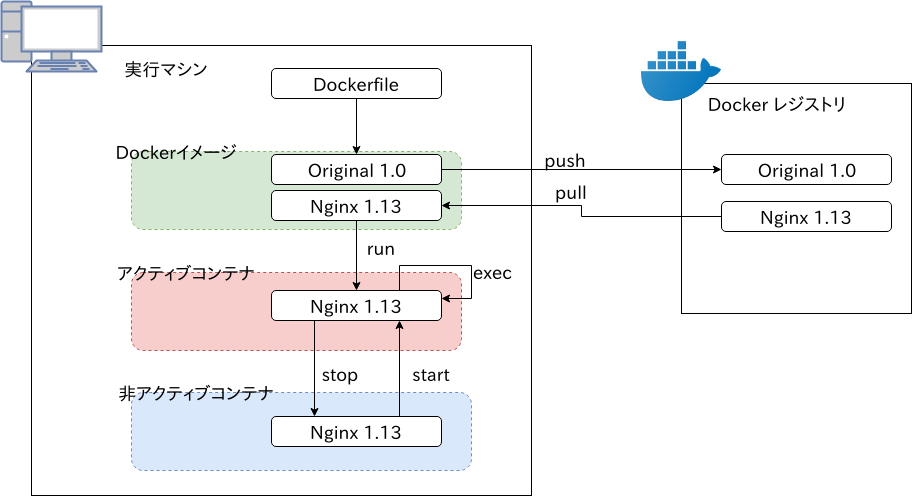 実行マシン
Dockerfile
Docker レジストリ
Dockerイメージ
Original 1.0
push
Original 1.0
Nginx 1.13
pull
Nginx 1.13
run
アクティブコンテナ
exec
Nginx 1.13
stop
start
非アクティブコンテナ
Nginx 1.13